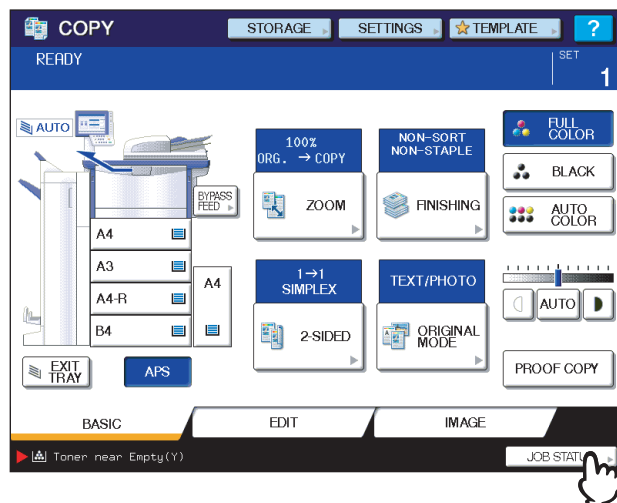 COPY
STORAGE
SETTINGS
TEMPLATE
?
READY
SET
1
AUTO
BYPASS
FEED
A4
A3
A4-R
B4
A4
EXIT
TRAY
APS
100%
ORG. → COPY
ZOOM
NON-SORT
NON-STAPLE
FINISHING
1→1
SIMPLEX
2-SIDED
TEXT/PHOTO
ORIGINAL
MODE
FULL
COLOR
BLACK
AUTO
COLOR
AUTO
PROOF COPY
BASIC
EDIT
IMAGE
Toner near Empty(Y)
JOB STATU